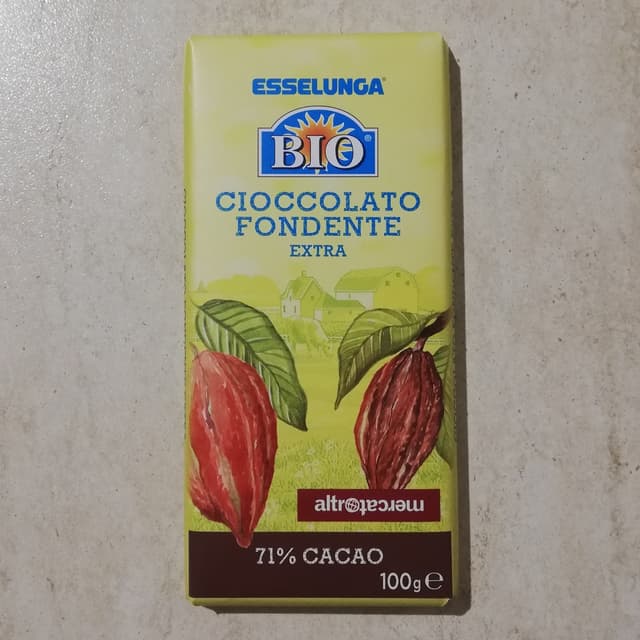 ESSELUNGA®
BIO®
CIOCCOLATO
FONDENTE
EXTRA
altromercato
71% CACAO
100g ℮